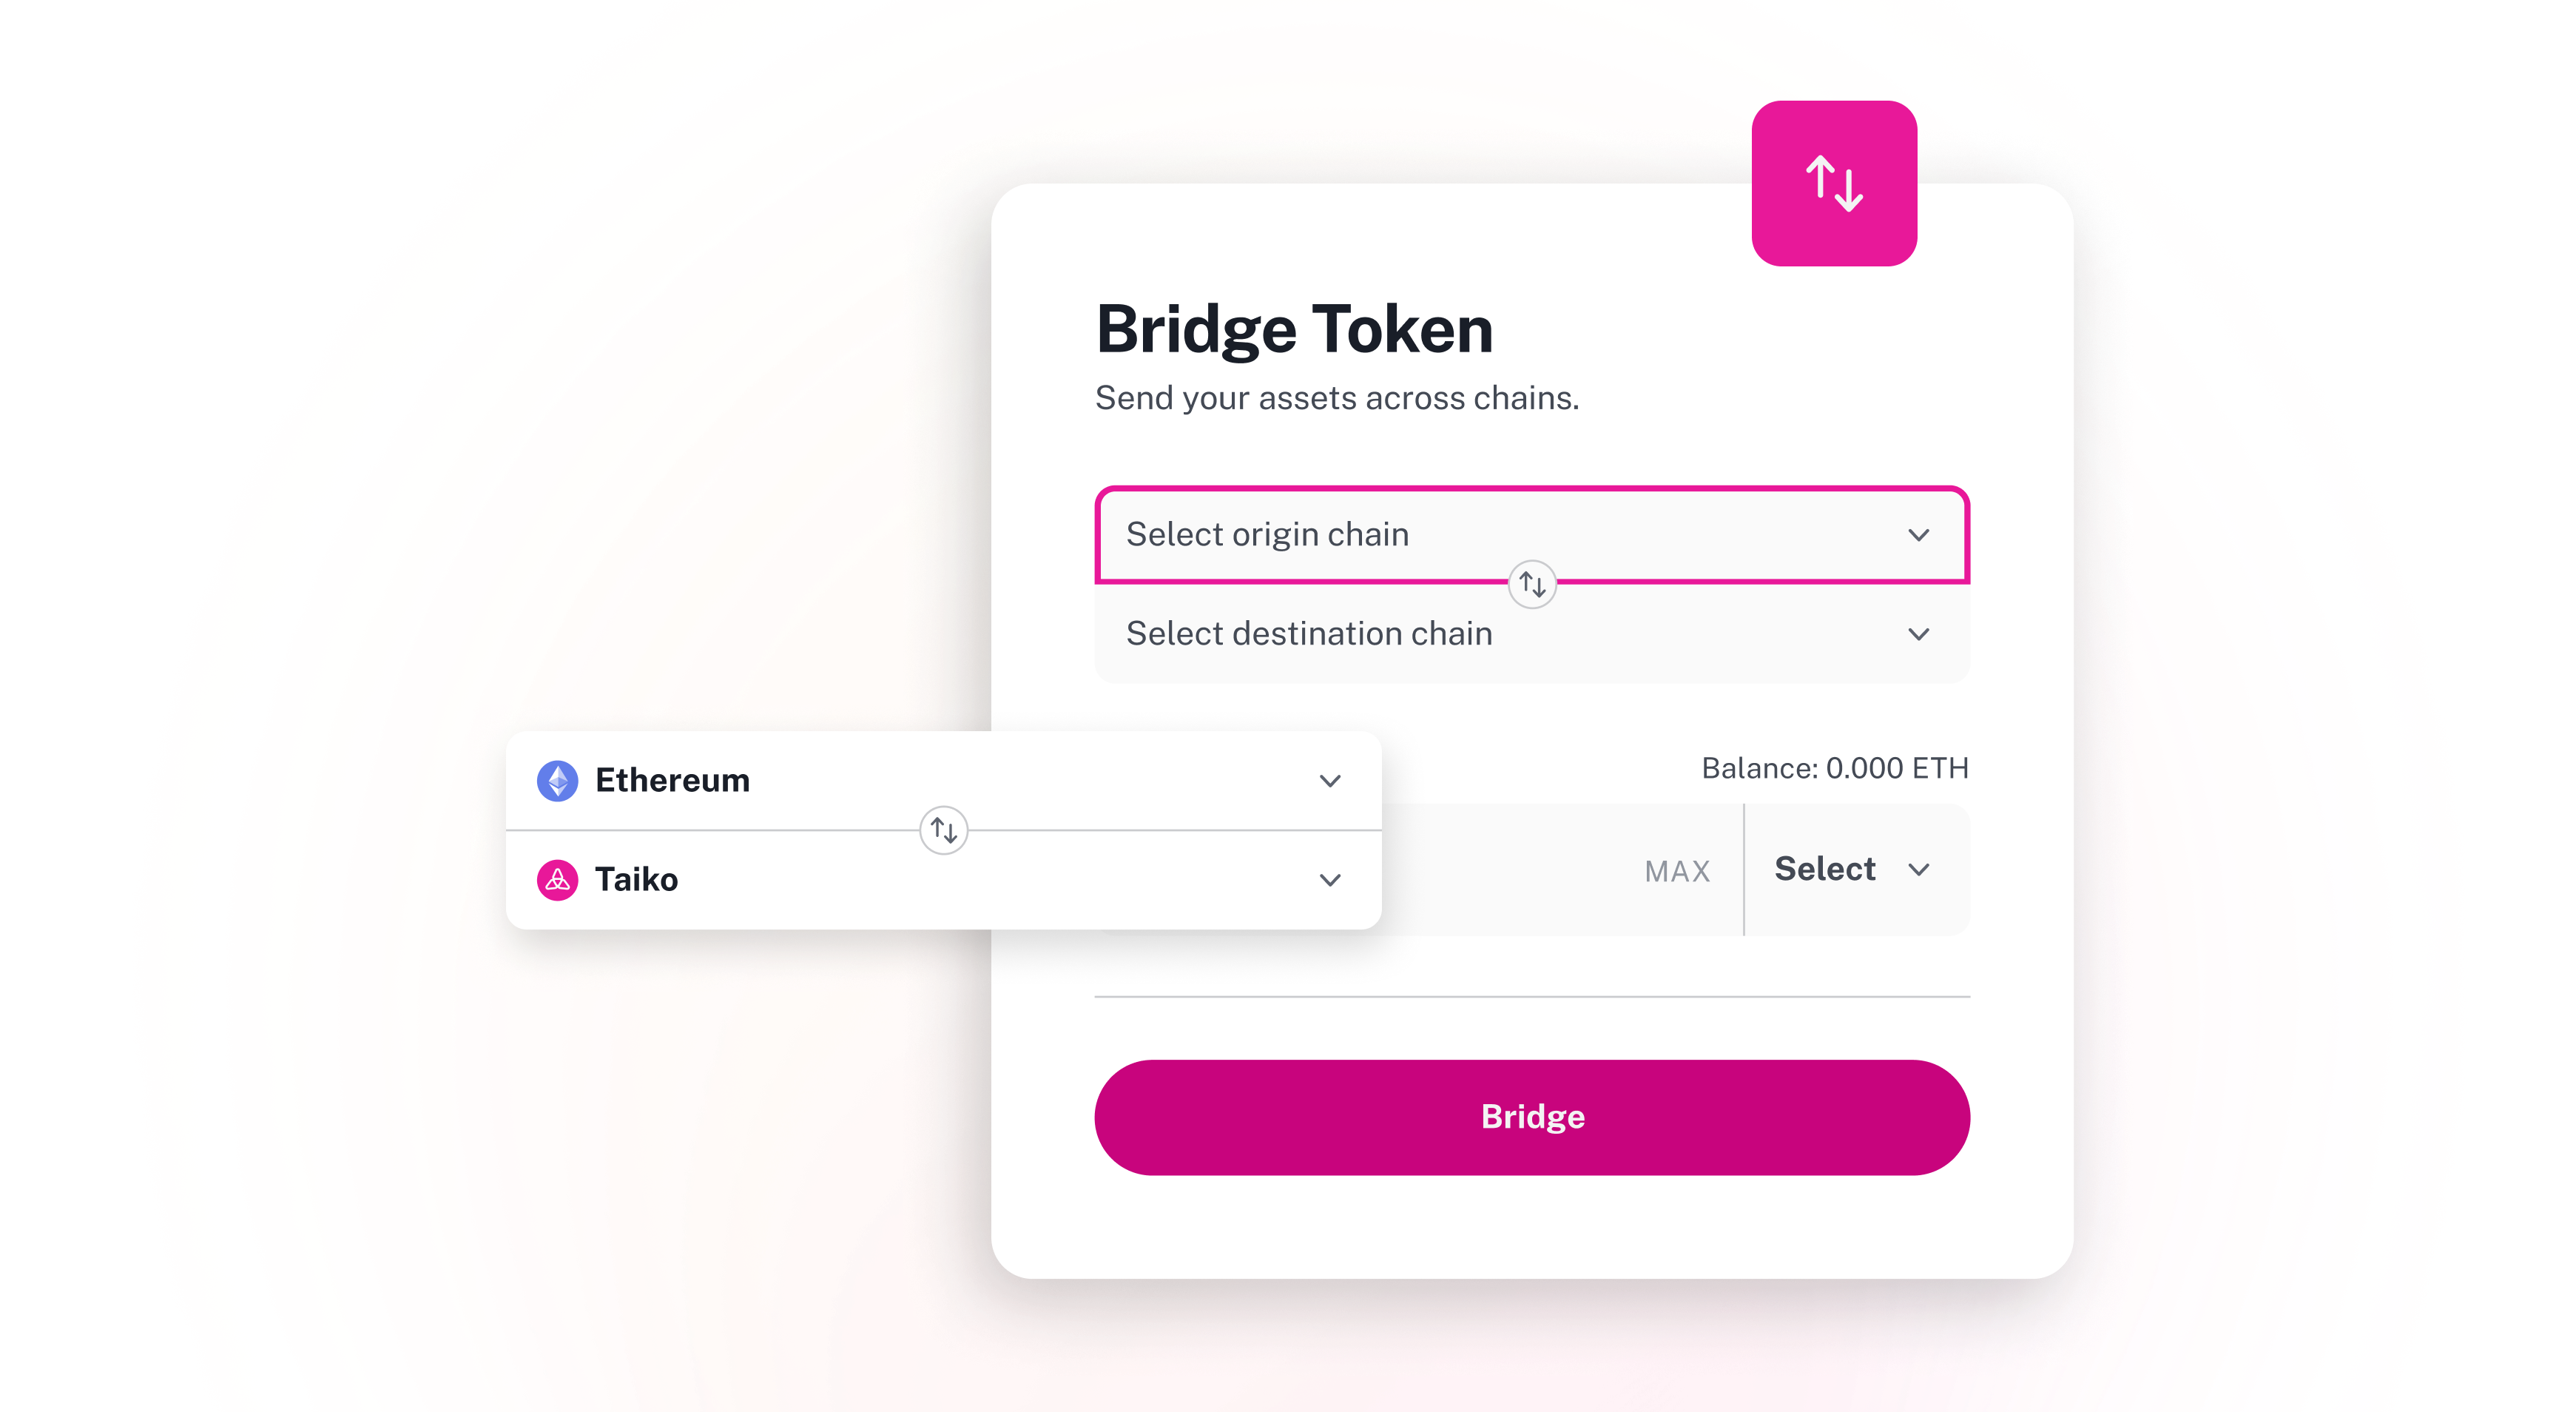 Bridge Token
Send your assets across chains.
Select origin chain
Select destination chain
Ethereum
Taiko
Balance: 0.000 ETH
MAX
Select
Bridge